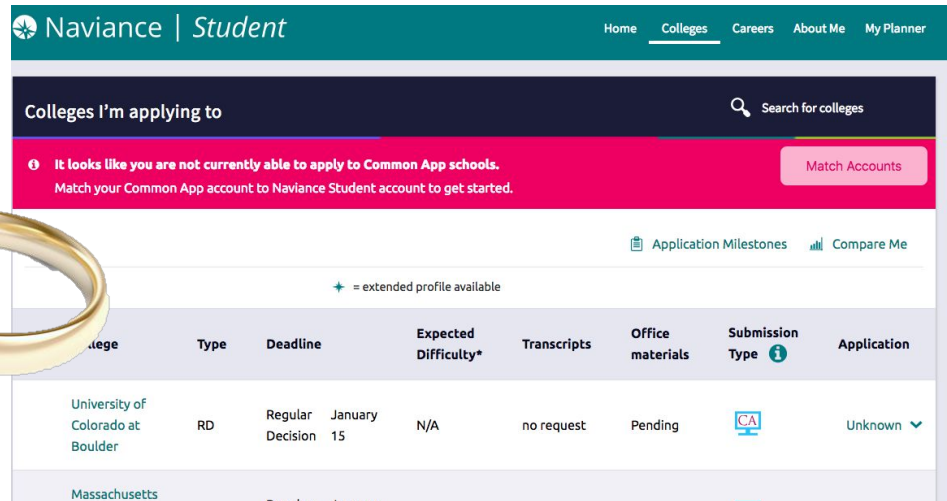 Naviance | Student
Home Colleges Careers About Me My Planner
Colleges I'm applying to
Search for colleges
It looks like you are not currently able to apply to Common App schools.
Match your Common App account to Naviance Student account to get started.
Match Accounts
Application Milestones Compare Me
= extended profile available
Type Deadline Expected Difficulty* Transcripts Office materials Submission Type Application
University of
Colorado at
Boulder
RD
Regular Decision
January 15
N/A
no request
Pending
CA
Unknown
Massachusetts